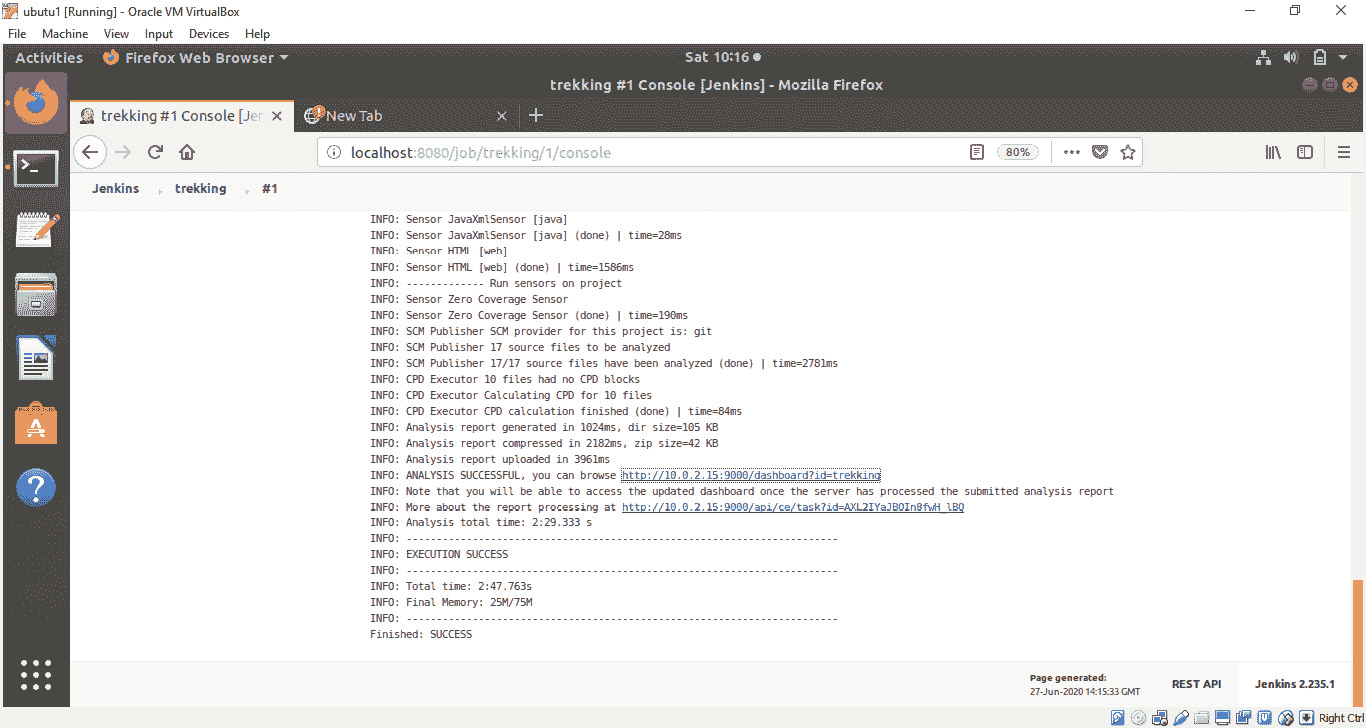 ubutu1 [Running] - Oracle VM VirtualBox
File Machine View Input Devices Help
Activities Firefox Web Browser Sat 10:16
trekking #1 Console [Jenkins] - Mozilla Firefox
trekking #1 Console [Jer New Tab
localhost:8080/job/trekking/1/console 80%
Jenkins trekking #1
INFO: Sensor JavaXmlSensor [java]
INFO: Sensor JavaXmlSensor [java] (done) | time=28ms
INFO: Sensor HTML [web]
INFO: Sensor HTML [web] (done) | time=1586ms
INFO: ------------- Run sensors on project
INFO: Sensor Zero Coverage Sensor
INFO: Sensor Zero Coverage Sensor (done) | time=190ms
INFO: SCM Publisher SCM provider for this project is: git
INFO: SCM Publisher 17 source files to be analyzed
INFO: SCM Publisher 17/17 source files have been analyzed (done) | time=2781ms
INFO: CPD Executor 10 files had no CPD blocks
INFO: CPD Executor Calculating CPD for 10 files
INFO: CPD Executor CPD calculation finished (done) | time=84ms
INFO: Analysis report generated in 1024ms, dir size=105 KB
INFO: Analysis report compressed in 2182ms, zip size=42 KB
INFO: Analysis report uploaded in 3961ms
INFO: ANALYSIS SUCCESSFUL, you can browse http://10.0.2.15:9000/dashboard?id=trekking
INFO: Note that you will be able to access the updated dashboard once the server has processed the submitted analysis report
INFO: More about the report processing at http://10.0.2.15:9000/api/ce/task?id=AXL2IYaJBOIn8fwH_lBQ
INFO: Analysis total time: 2:29.333 s
INFO: ------------------------------------------------------------------------
INFO: EXECUTION SUCCESS
INFO: ------------------------------------------------------------------------
INFO: Total time: 2:47.763s
INFO: Final Memory: 25M/75M
INFO: ------------------------------------------------------------------------
Finished: SUCCESS
Page generated:
27-Jun-2020 14:15:33 GMT REST API Jenkins 2.235.1
Right Ctrl